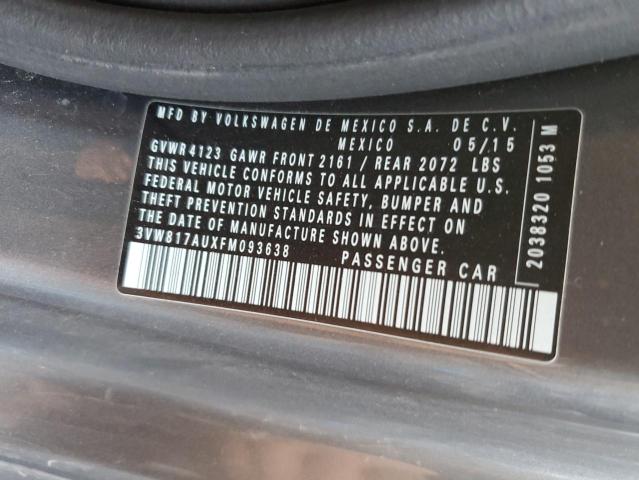 MFD BY VOLKSWAGEN DE MEXICO S.A. DE C.V.
MEXICO 05/15
GVWR 4123 GAWR FRONT 2161 / REAR 2072 LBS
THIS VEHICLE CONFORMS TO ALL APPLICABLE U.S.
FEDERAL MOTOR VEHICLE SAFETY, BUMPER AND
THEFT PREVENTION STANDARDS IN EFFECT ON
THE DATE OF MANUFACTURE SHOWN ABOVE.
3VW817AUXFM093638 PASSENGER CAR
2038320 1053 M